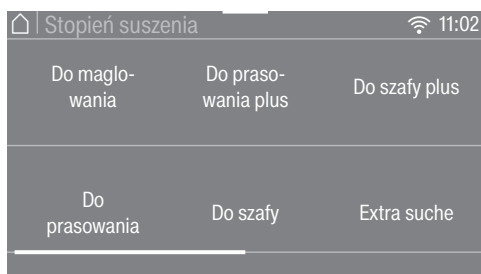 Stopień suszenia 11:02
Do maglo-
wania
Do praso-
wania plus
Do szafy plus
Do
prasowania
Do szafy
Extra suche